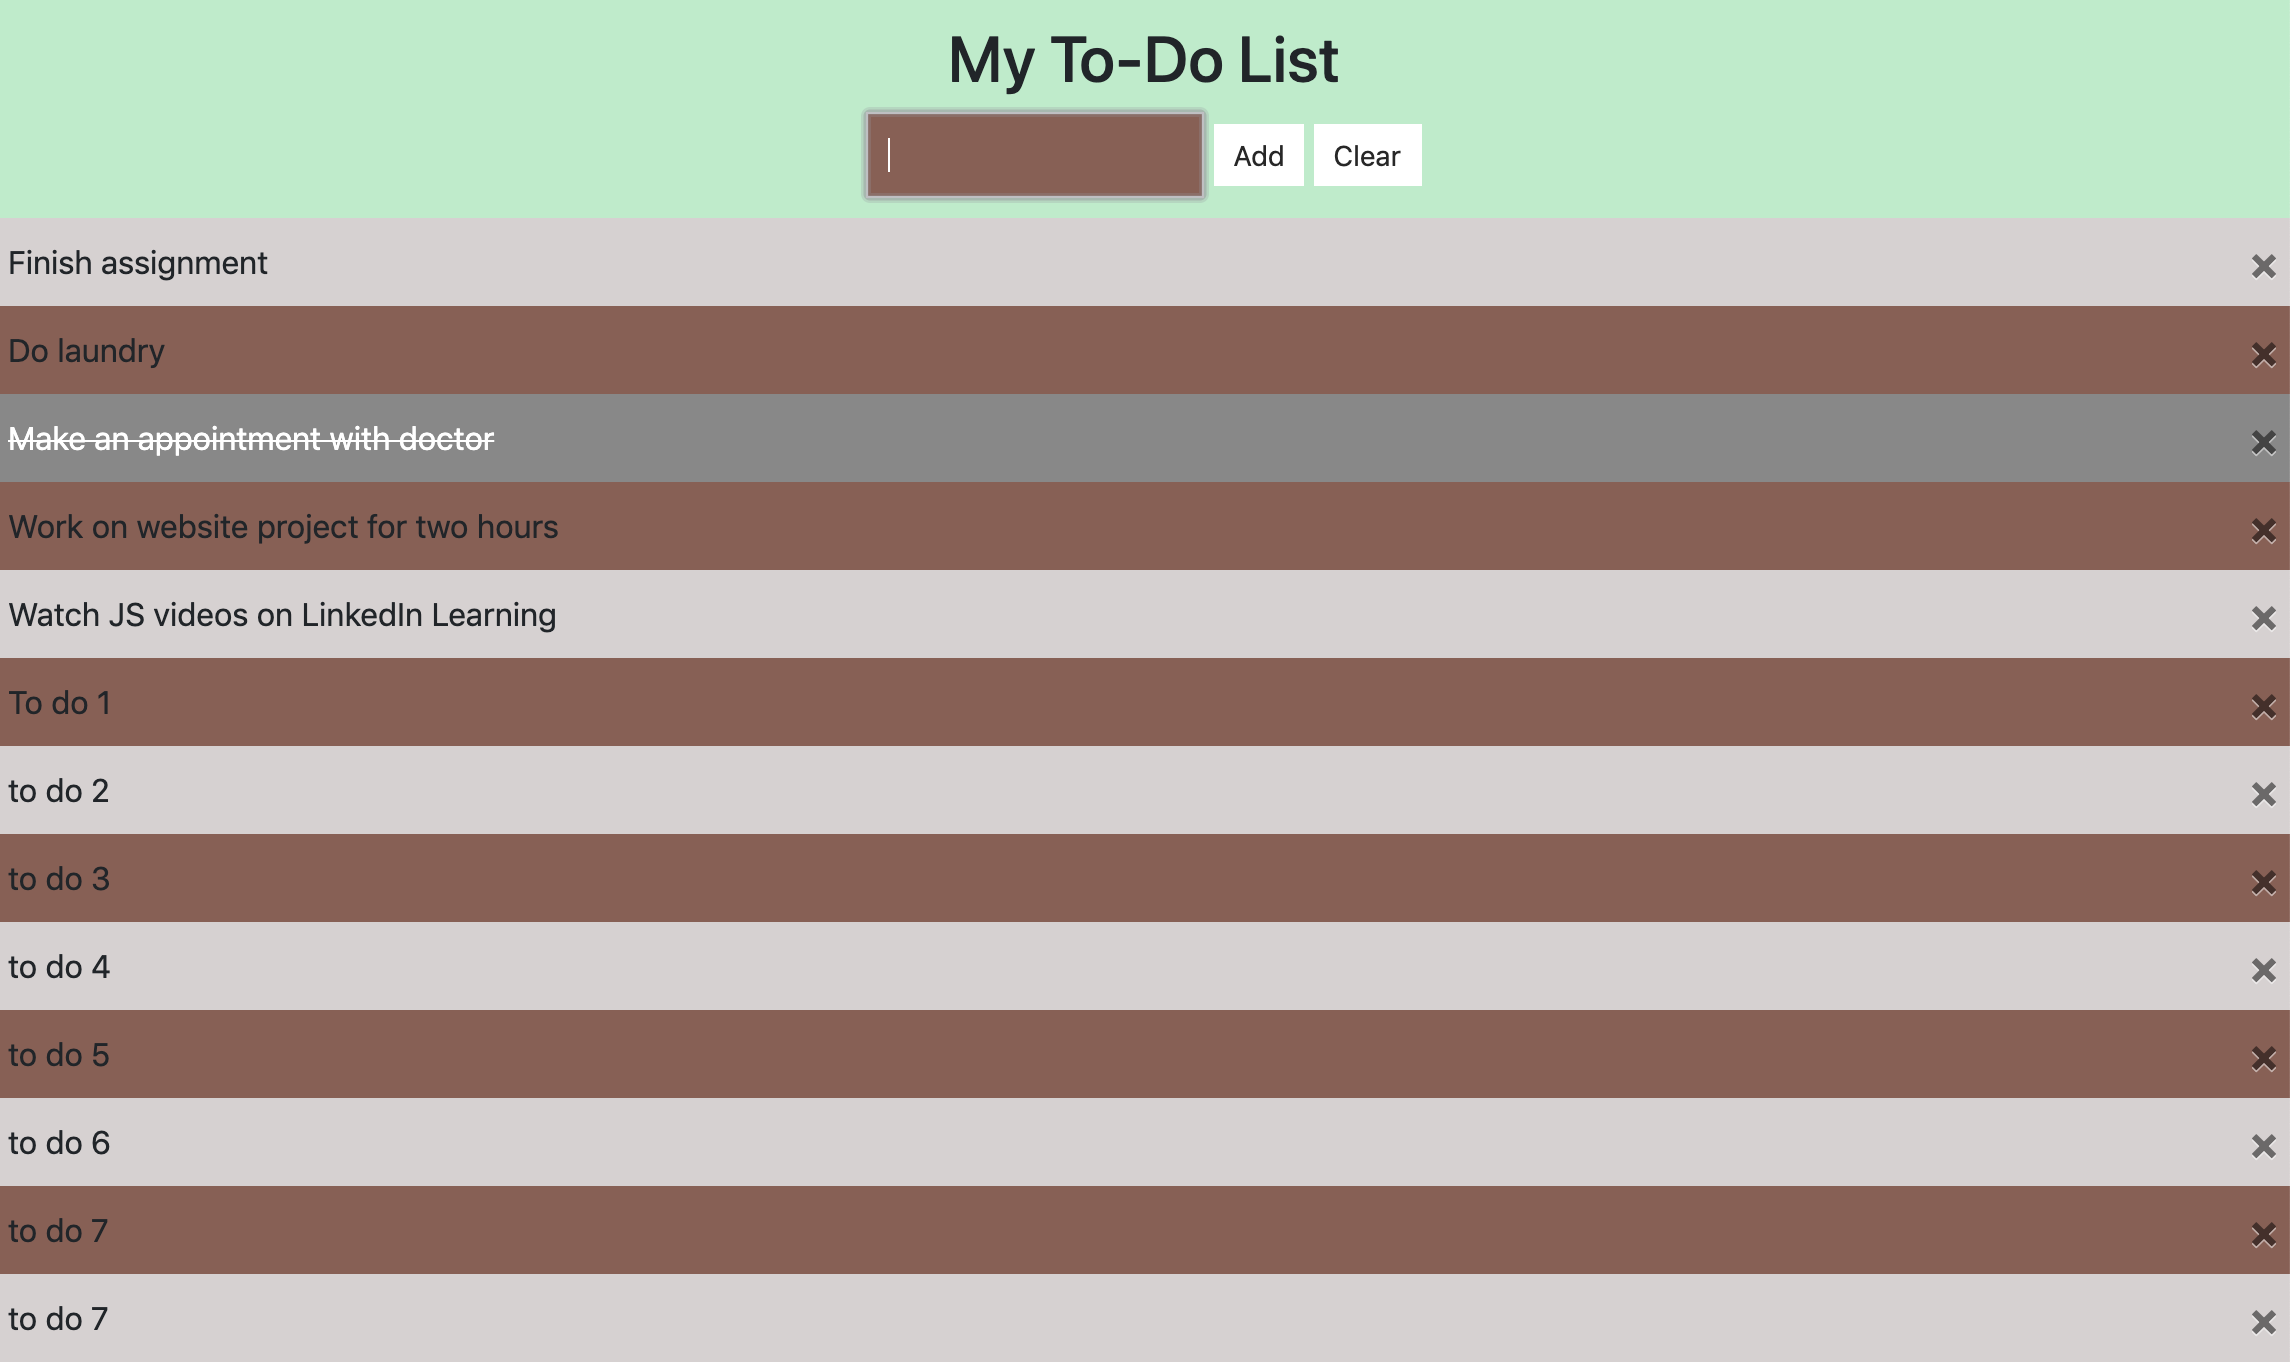 My To-Do List
Add Clear
Finish assignment
Do laundry
Make an appointment with doctor
Work on website project for two hours
Watch JS videos on LinkedIn Learning
To do 1
to do 2
to do 3
to do 4
to do 5
to do 6
to do 7
to do 7